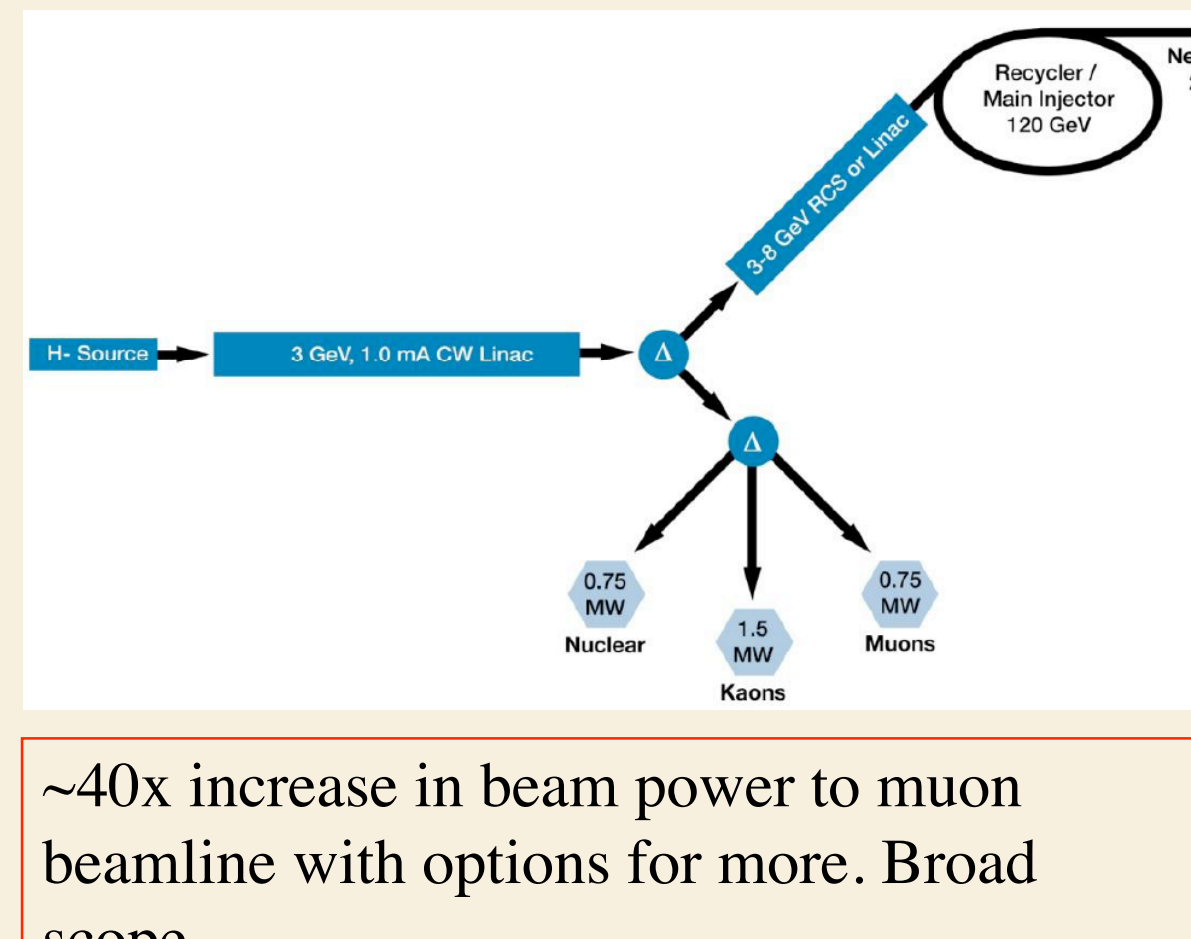 Recycler /
Main Injector
120 GeV
3-8 GeV RCS or Linac
H- Source
3 GeV, 1.0 mA CW Linac
Δ
Δ
0.75
MW
Nuclear
1.5
MW
Kaons
0.75
MW
Muons
~40x increase in beam power to muon
beamline with options for more. Broad
scope